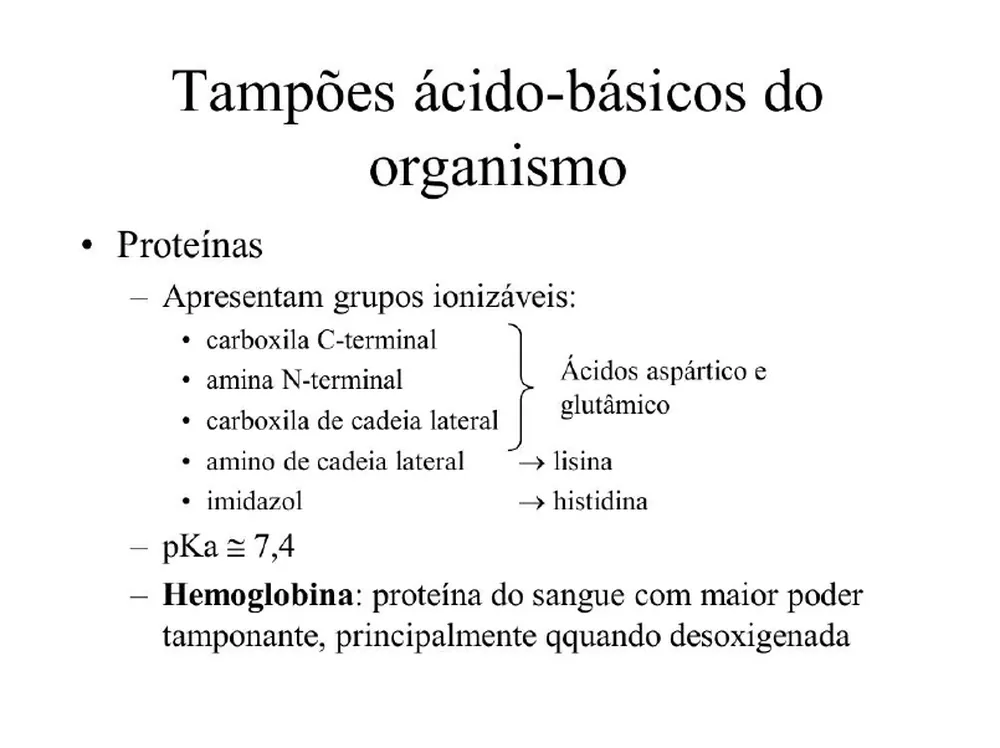 Tampões ácido-básicos do
organismo
• Proteínas
– Apresentam grupos ionizáveis:
• carboxila C-terminal
• amina N-terminal
• carboxila de cadeia lateral
Ácidos aspártico e
glutâmico
• amino de cadeia lateral → lisina
• imidazol → histidina
– pKa ≅ 7,4
– Hemoglobina: proteína do sangue com maior poder
tamponante, principalmente qquando desoxigenada